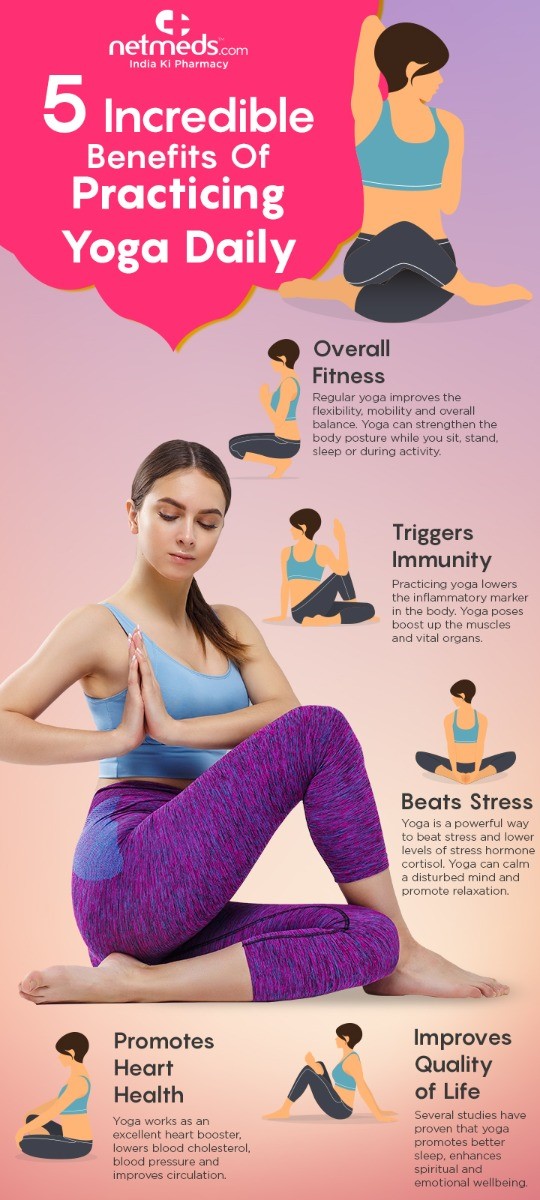 netmeds.com
India Ki Pharmacy
5 Incredible
Benefits Of
Practicing
Yoga Daily
Overall
Fitness
Regular yoga improves the
flexibility, mobility and overall
balance. Yoga can strengthen the
body posture while you sit, stand,
sleep or during activity.
Triggers
Immunity
Practicing yoga lowers
the inflammatory marker
in the body. Yoga poses
boost up the muscles
and vital organs.
Beats Stress
Yoga is a powerful way
to beat stress and lower
levels of stress hormone
cortisol. Yoga can calm
a disturbed mind and
promote relaxation.
Promotes
Heart
Health
Yoga works as an
excellent heart booster,
lowers blood cholesterol,
blood pressure and
improves circulation.
Improves
Quality
of Life
Several studies have
proven that yoga
promotes better
sleep, enhances
spiritual and
emotional wellbeing.